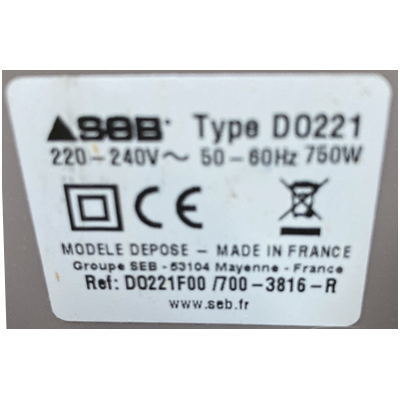 SEB Type DO221
220-240V~ 50-60Hz 750W
CE
MODELE DEPOSE - MADE IN FRANCE
Groupe SEB - 53104 Mayenne - France
Ref: DO221F00 /700-3816-R
www.seb.fr